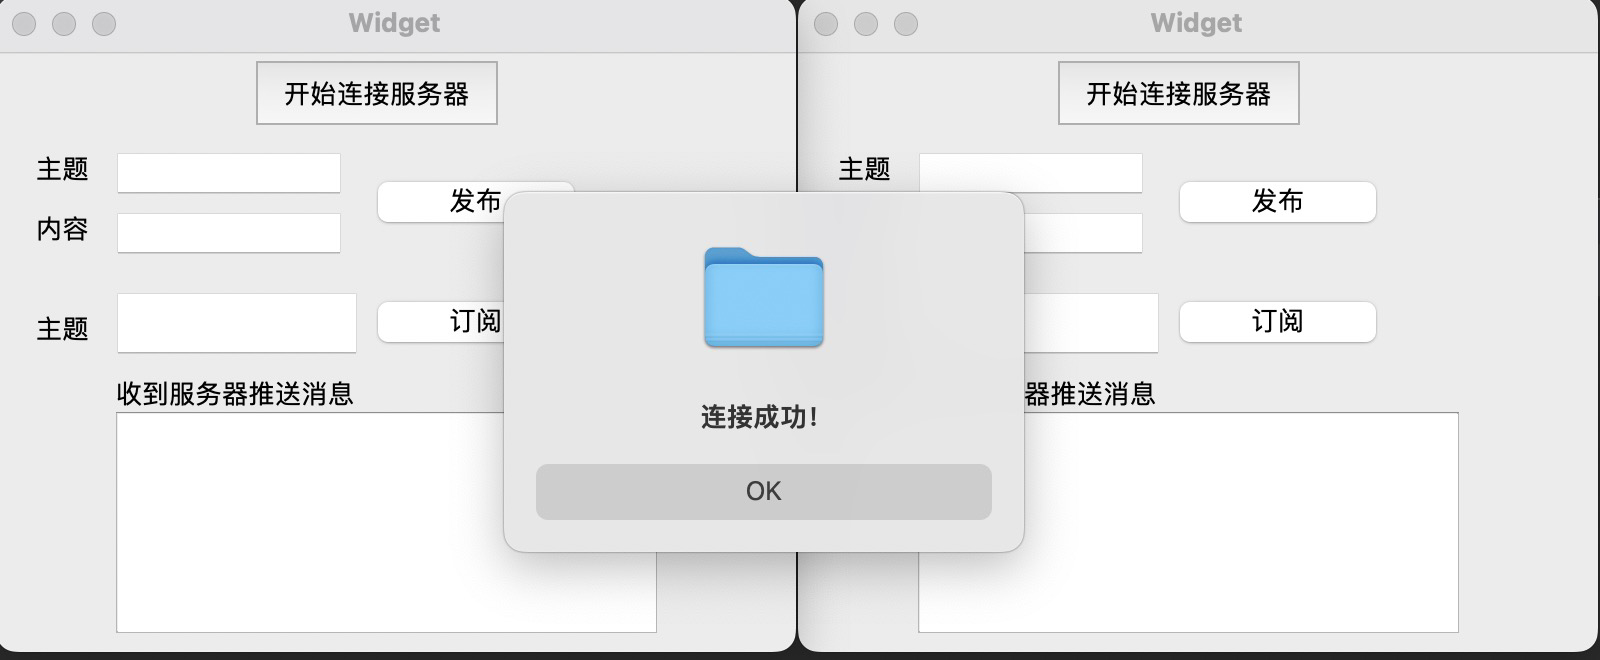 Widget
开始连接服务器
主题
发布
内容
主题
订阅
收到服务器推送消息
Widget
开始连接服务器
主题
发布
订阅
器推送消息
连接成功!
OK